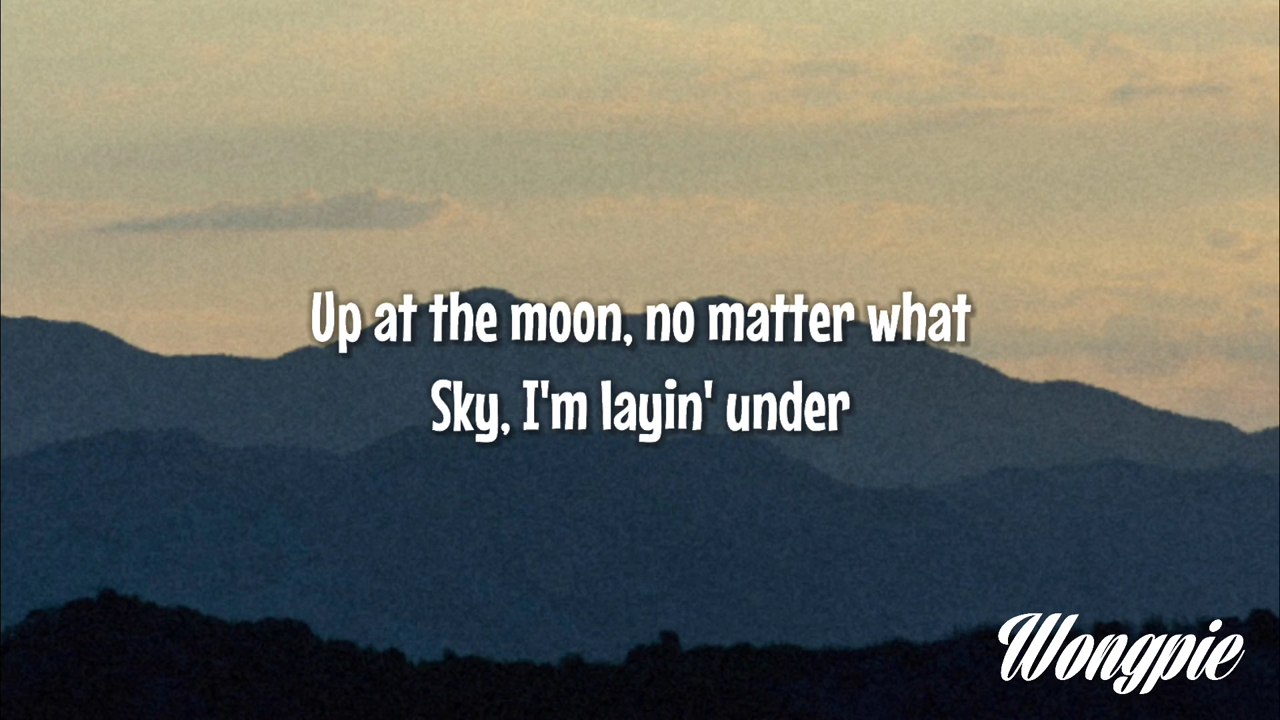 Up at the moon, no matter what
Sky, I'm layin' under
Wongpie